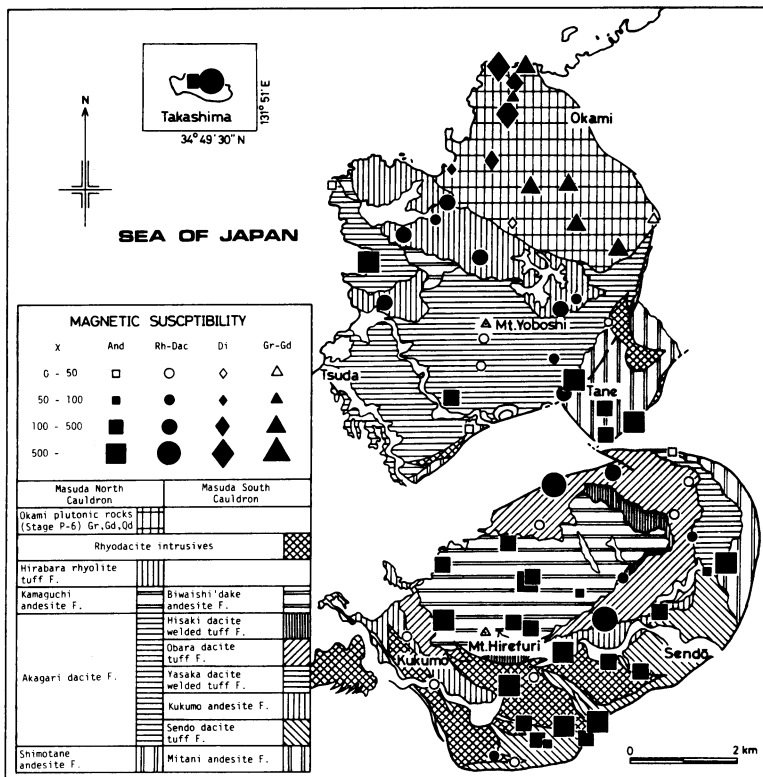 N
Takashima
131° 51' E
34° 49' 30" N
Okami
SEA OF JAPAN
Mt.Yoboshi
Tsuda
Tane
MAGNETIC SUSCPTIBILITY
χ And Rh-Dac Di Gr-Gd
0 - 50
50 - 100
100 - 500
500 -
Masuda North Cauldron
Masuda South Cauldron
Okami plutonic rocks
(Stage P-6) Gr,Gd,Qd
Rhyodacite intrusives
Hirabara rhyolite
tuff F.
Kamaguchi
andesite F.
Biwaishi'dake
andesite F.
Hisaki dacite
welded tuff F.
Obara dacite
tuff F.
Akagari dacite F.
Yasaka dacite
welded tuff F.
Kukumo andesite F.
Sendo dacite
tuff F.
Shimotane
andesite F.
Mitani andesite F.
Mt.Hirefuri
Kukumo
Sendō
0 2 km